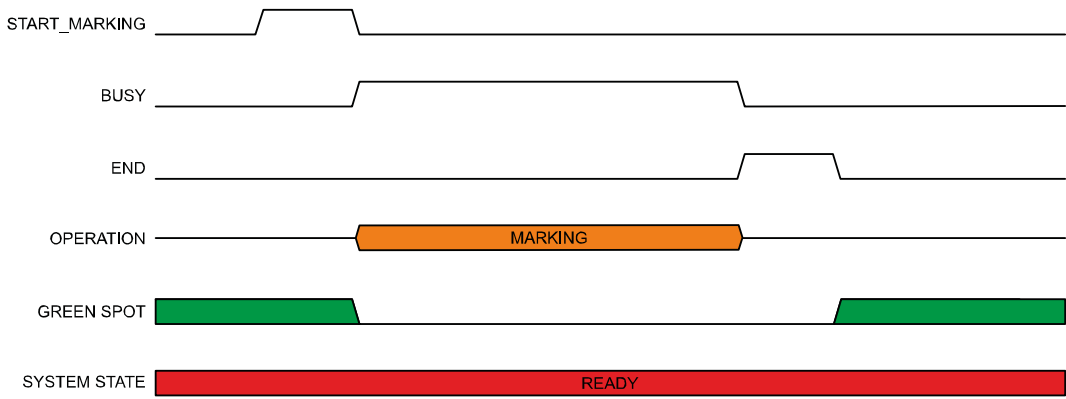 START_MARKING
BUSY
END
OPERATION
MARKING
GREEN SPOT
SYSTEM STATE
READY